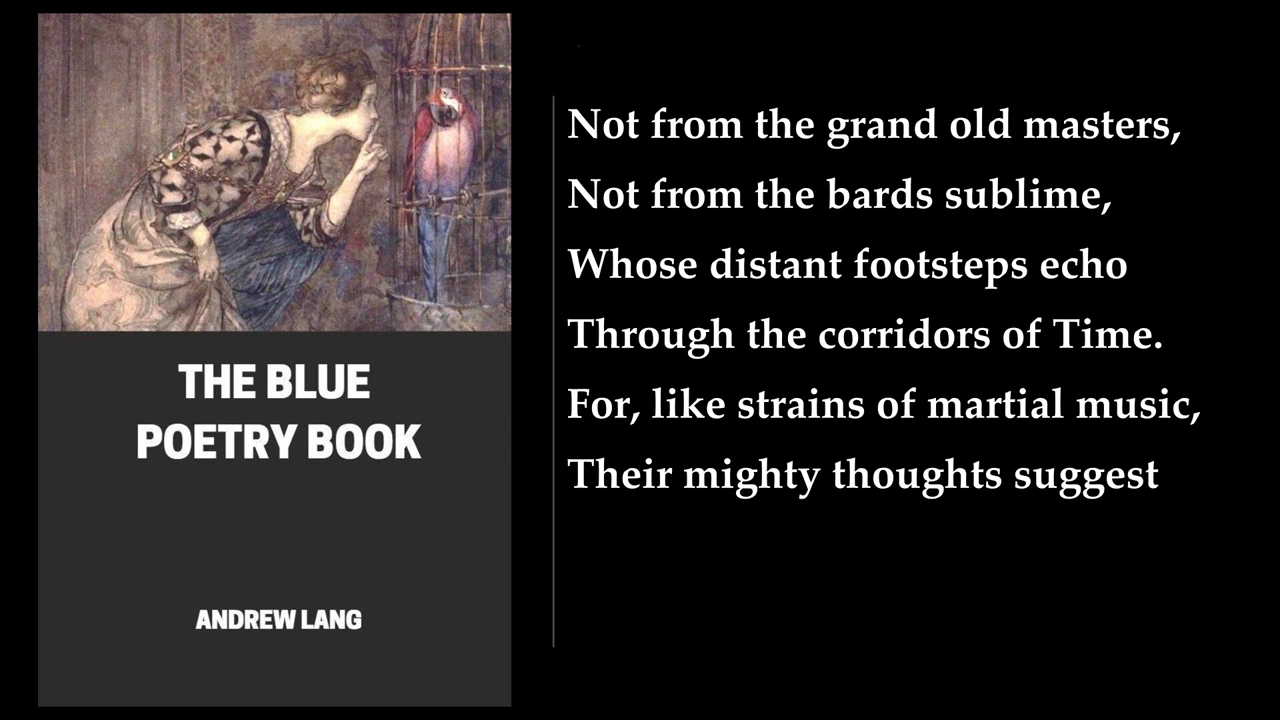 THE BLUE
POETRY BOOK
ANDREW LANG
Not from the grand old masters,
Not from the bards sublime,
Whose distant footsteps echo
Through the corridors of Time.
For, like strains of martial music,
Their mighty thoughts suggest